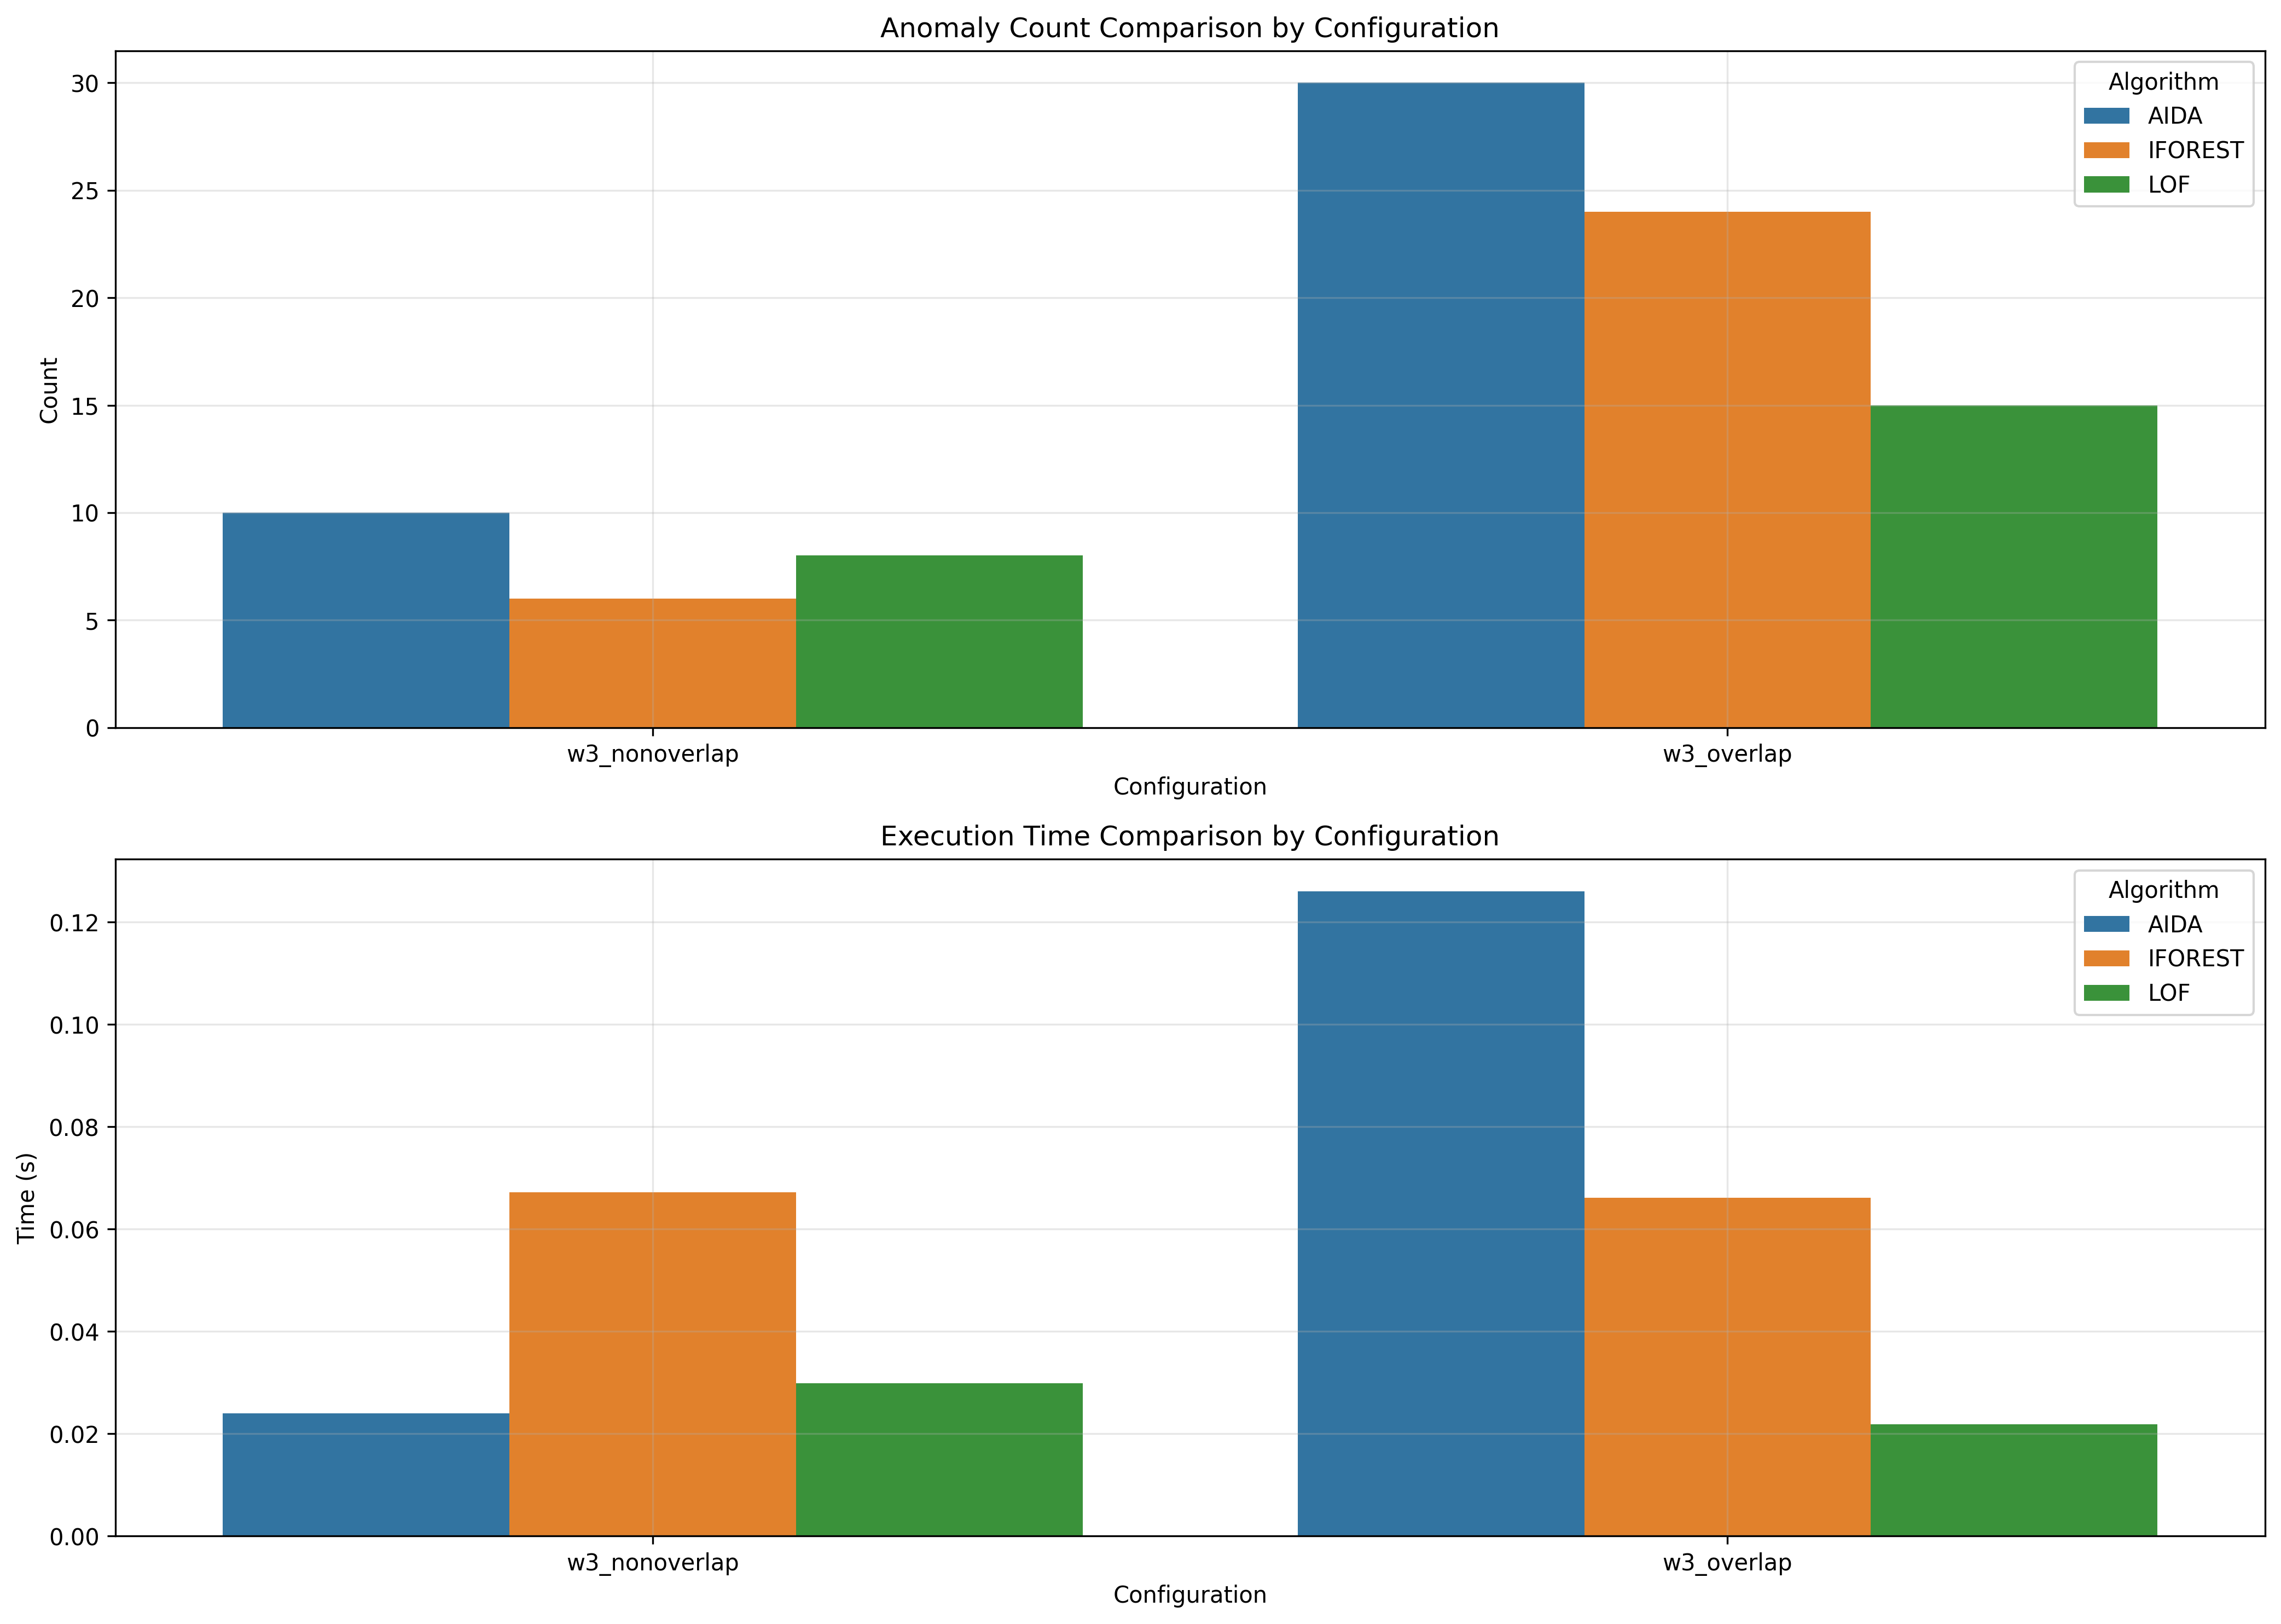 Anomaly Count Comparison by Configuration
30
25
20
15
10
5
0
Count
Algorithm
AIDA
IFOREST
LOF
w3_nonoverlap
w3_overlap
Configuration
Execution Time Comparison by Configuration
0.12
0.10
0.08
0.06
0.04
0.02
0.00
Time (s)
Algorithm
AIDA
IFOREST
LOF
w3_nonoverlap
w3_overlap
Configuration